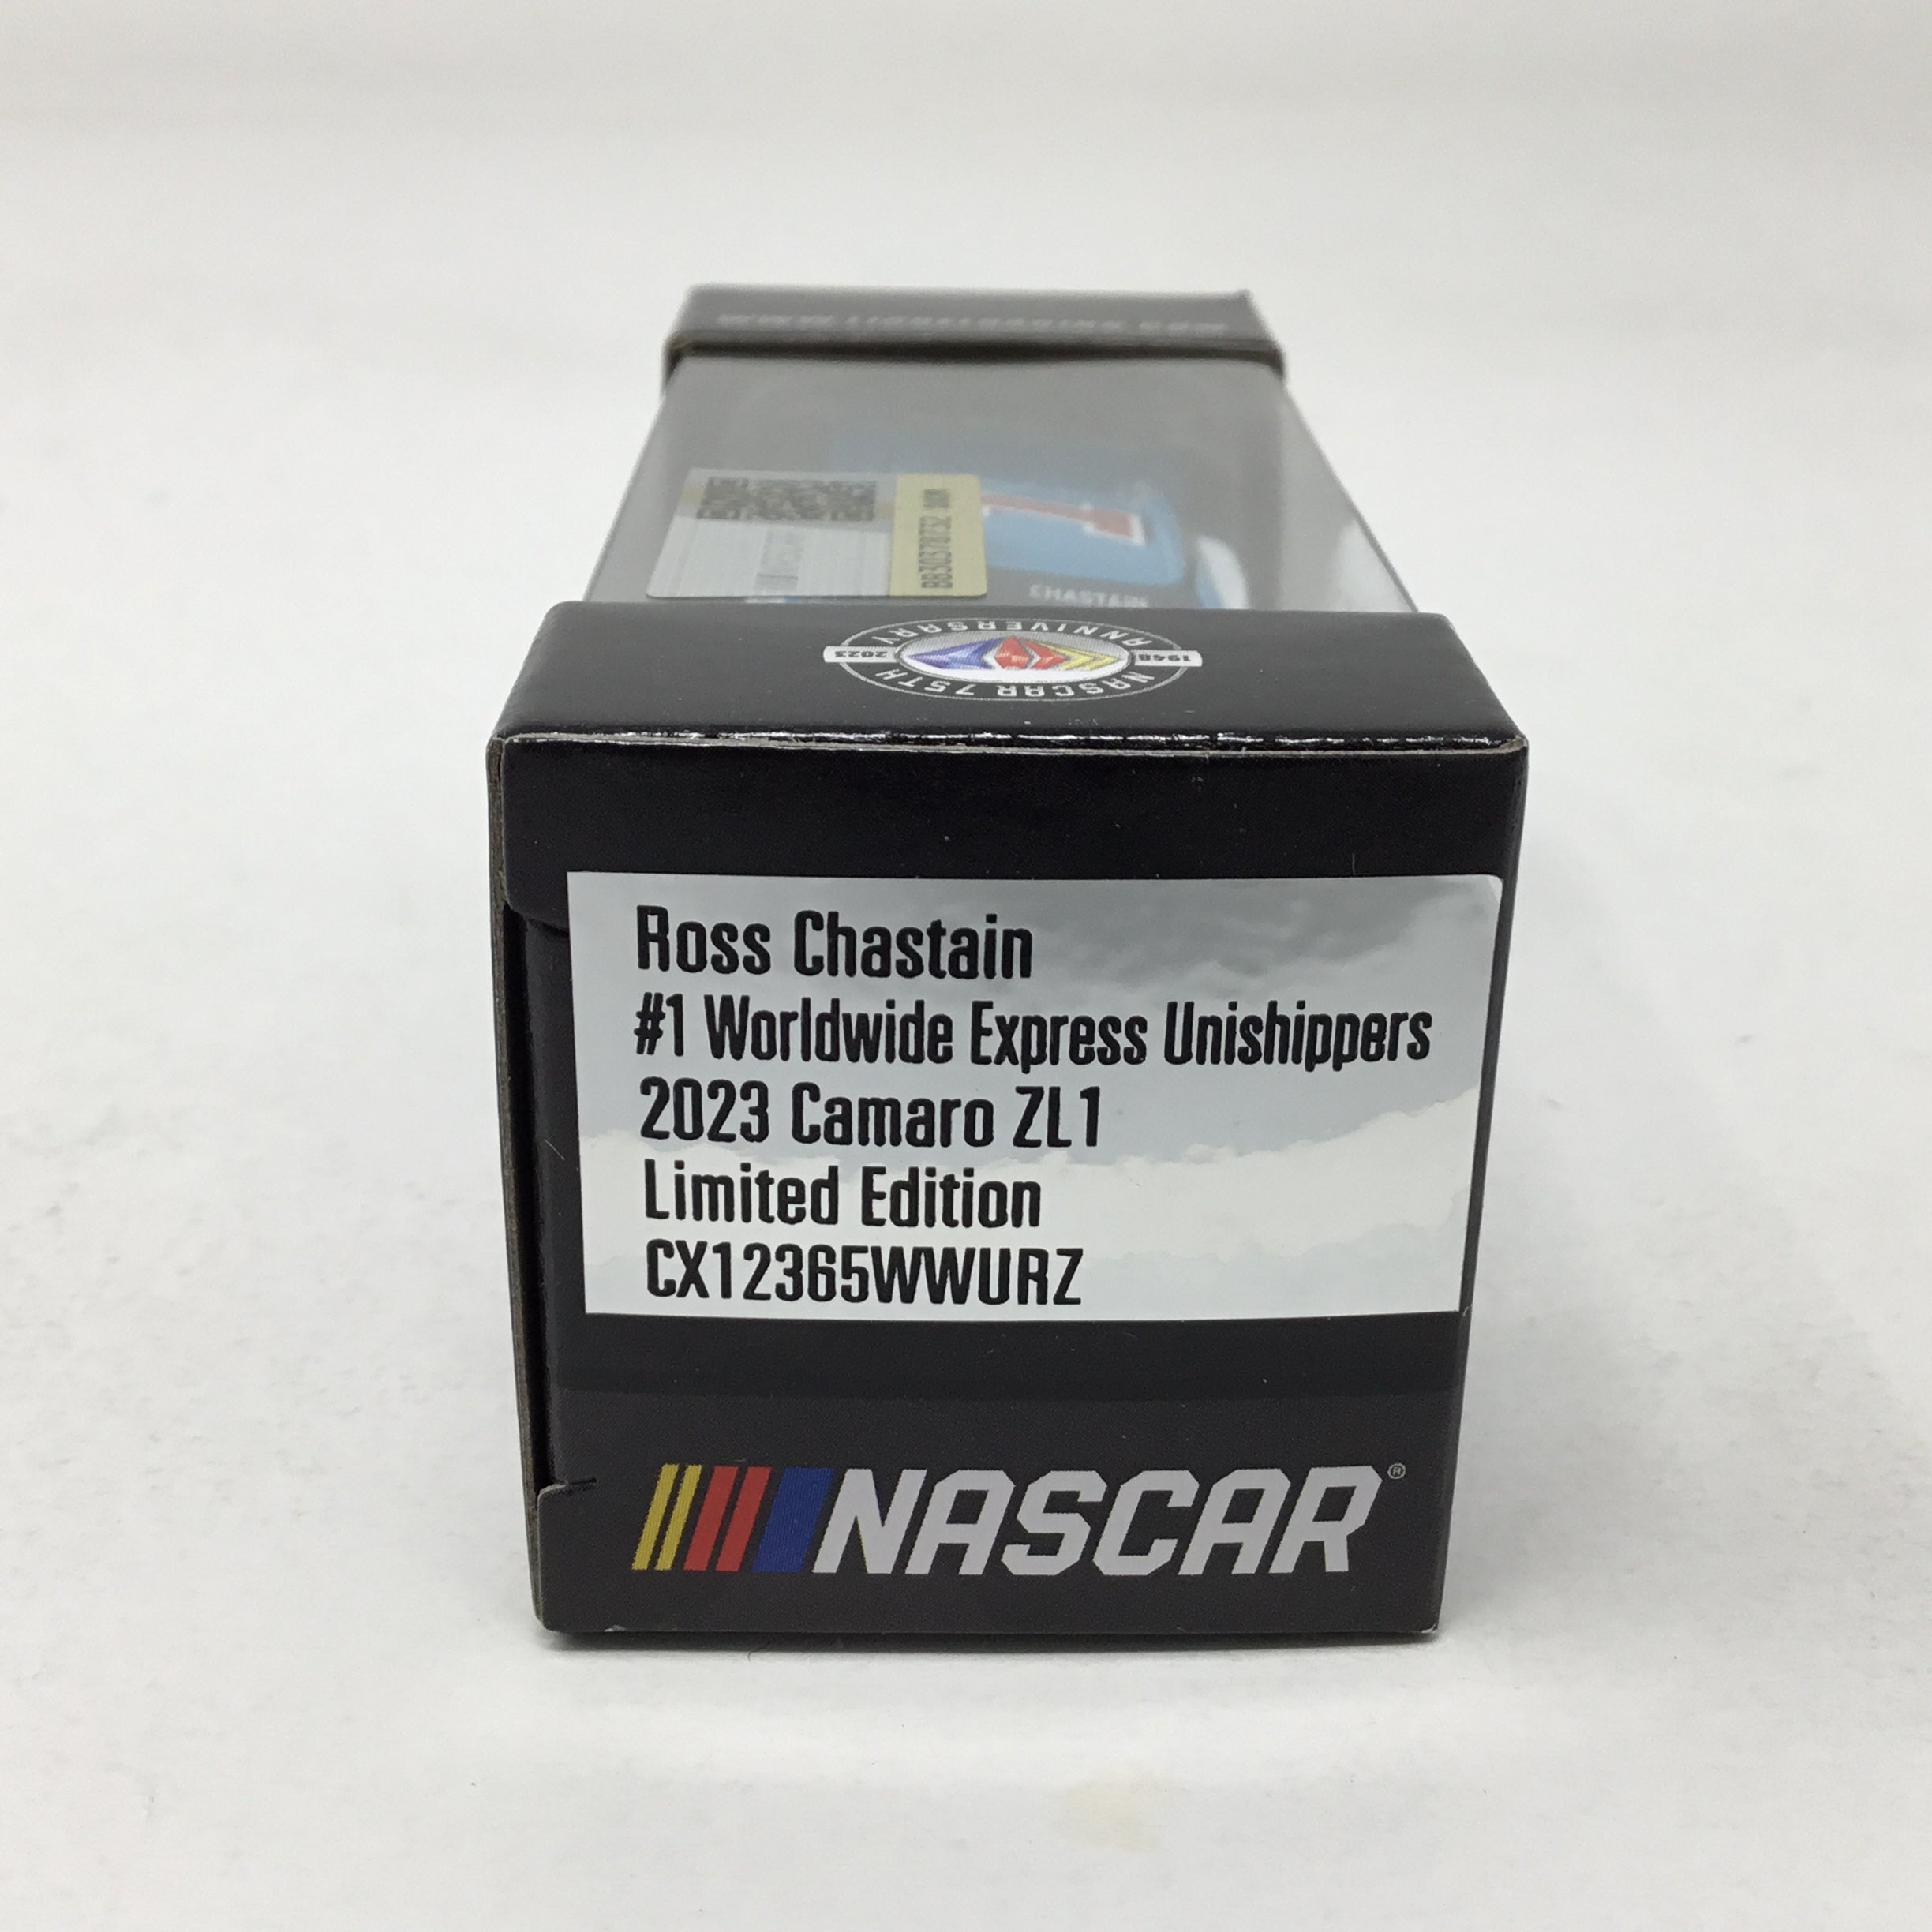 BB30378732
CHASTAIN
NASCAR 75TH
ANNIVERSARY
1948
2023
Ross Chastain
#1 Worldwide Express Unishippers
2023 Camaro ZL1
Limited Edition
CX12365WWURZ
NASCAR®